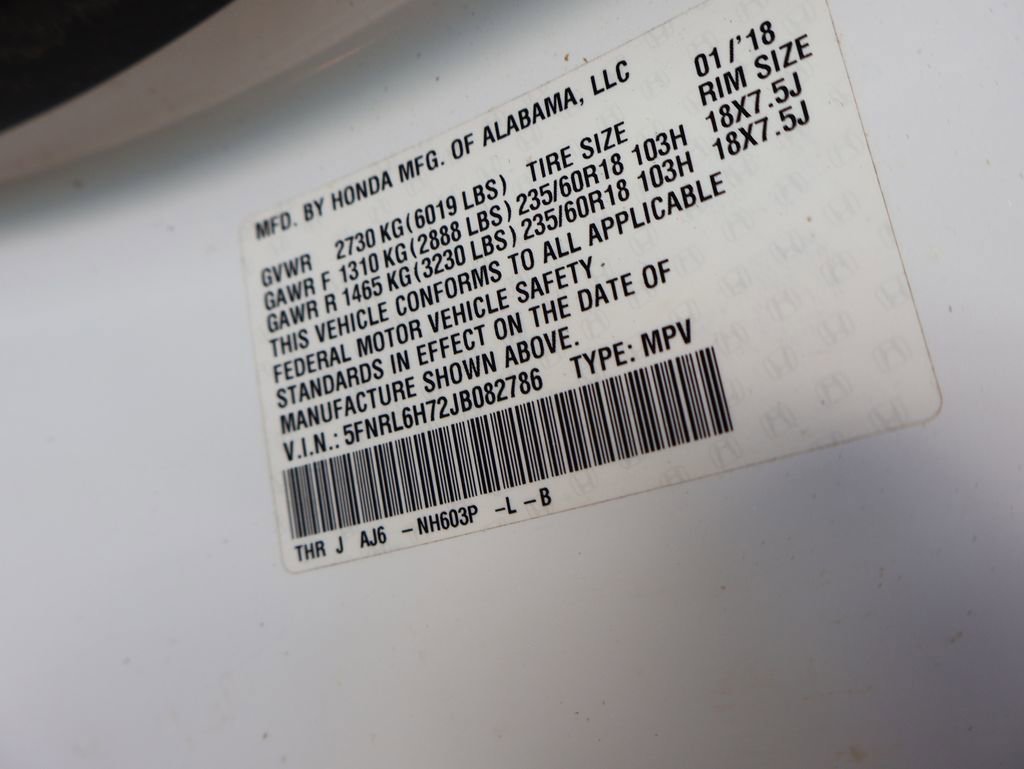 MFD. BY HONDA MFG. OF ALABAMA, LLC 01/'18
GVWR 2730 KG(6019 LBS) TIRE SIZE RIM SIZE
GAWR F 1310 KG(2888 LBS) 235/60R18 103H 18X7.5J
GAWR R 1465 KG(3230 LBS) 235/60R18 103H 18X7.5J
THIS VEHICLE CONFORMS TO ALL APPLICABLE
FEDERAL MOTOR VEHICLE SAFETY
STANDARDS IN EFFECT ON THE DATE OF
MANUFACTURE SHOWN ABOVE.
V.I.N.: 5FNRL6H72JB082786 TYPE: MPV
THR J AJ6 -NH603P -L-B